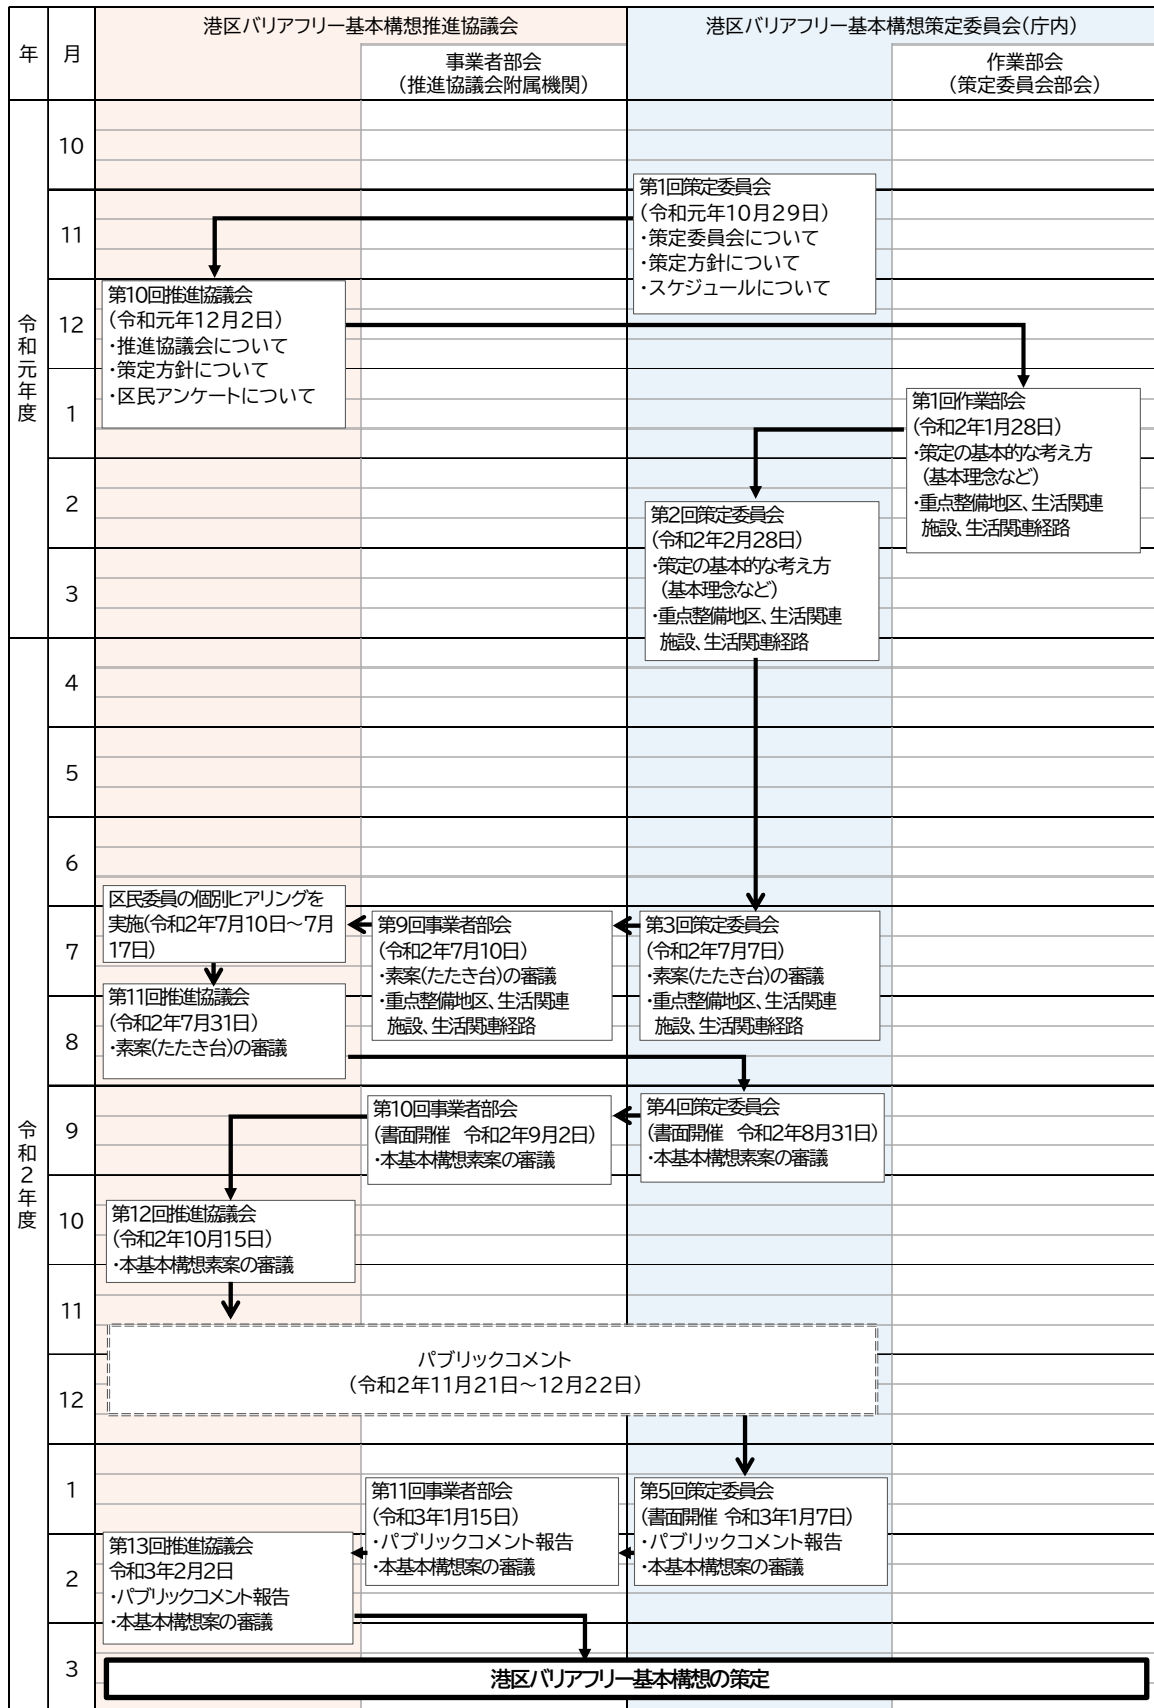 年
月
港区バリアフリー基本構想推進協議会
事業者部会
（推進協議会附属機関）
港区バリアフリー基本構想策定委員会（庁内）
作業部会
（策定委員会部会）
令和元年度
10
11
12
1
2
3
第1回策定委員会
（令和元年10月29日）
・策定委員会について
・策定方針について
・スケジュールについて
第10回推進協議会
（令和元年12月2日）
・推進協議会について
・策定方針について
・区民アンケートについて
第1回作業部会
（令和2年1月28日）
・策定の基本的な考え方
（基本理念など）
・重点整備地区、生活関連
施設、生活関連経路
第2回策定委員会
（令和2年2月28日）
・策定の基本的な考え方
（基本理念など）
・重点整備地区、生活関連
施設、生活関連経路
令和2年度
4
5
6
7
8
9
10
11
12
1
2
3
区民委員の個別ヒアリングを
実施（令和2年7月10日～7月
17日）
第9回事業者部会
（令和2年7月10日）
・素案（たたき台）の審議
・重点整備地区、生活関連
施設、生活関連経路
第3回策定委員会
（令和2年7月7日）
・素案（たたき台）の審議
・重点整備地区、生活関連
施設、生活関連経路
第11回推進協議会
（令和2年7月31日）
・素案（たたき台）の審議
第10回事業者部会
（書面開催　令和2年9月2日）
・本基本構想素案の審議
第4回策定委員会
（書面開催　令和2年8月31日）
・本基本構想素案の審議
第12回推進協議会
（令和2年10月15日）
・本基本構想素案の審議
パブリックコメント
（令和2年11月21日～12月22日）
第11回事業者部会
（令和3年1月15日）
・パブリックコメント報告
・本基本構想案の審議
第5回策定委員会
（書面開催 令和3年1月7日）
・パブリックコメント報告
・本基本構想案の審議
第13回推進協議会
令和3年2月2日
・パブリックコメント報告
・本基本構想案の審議
港区バリアフリー基本構想の策定